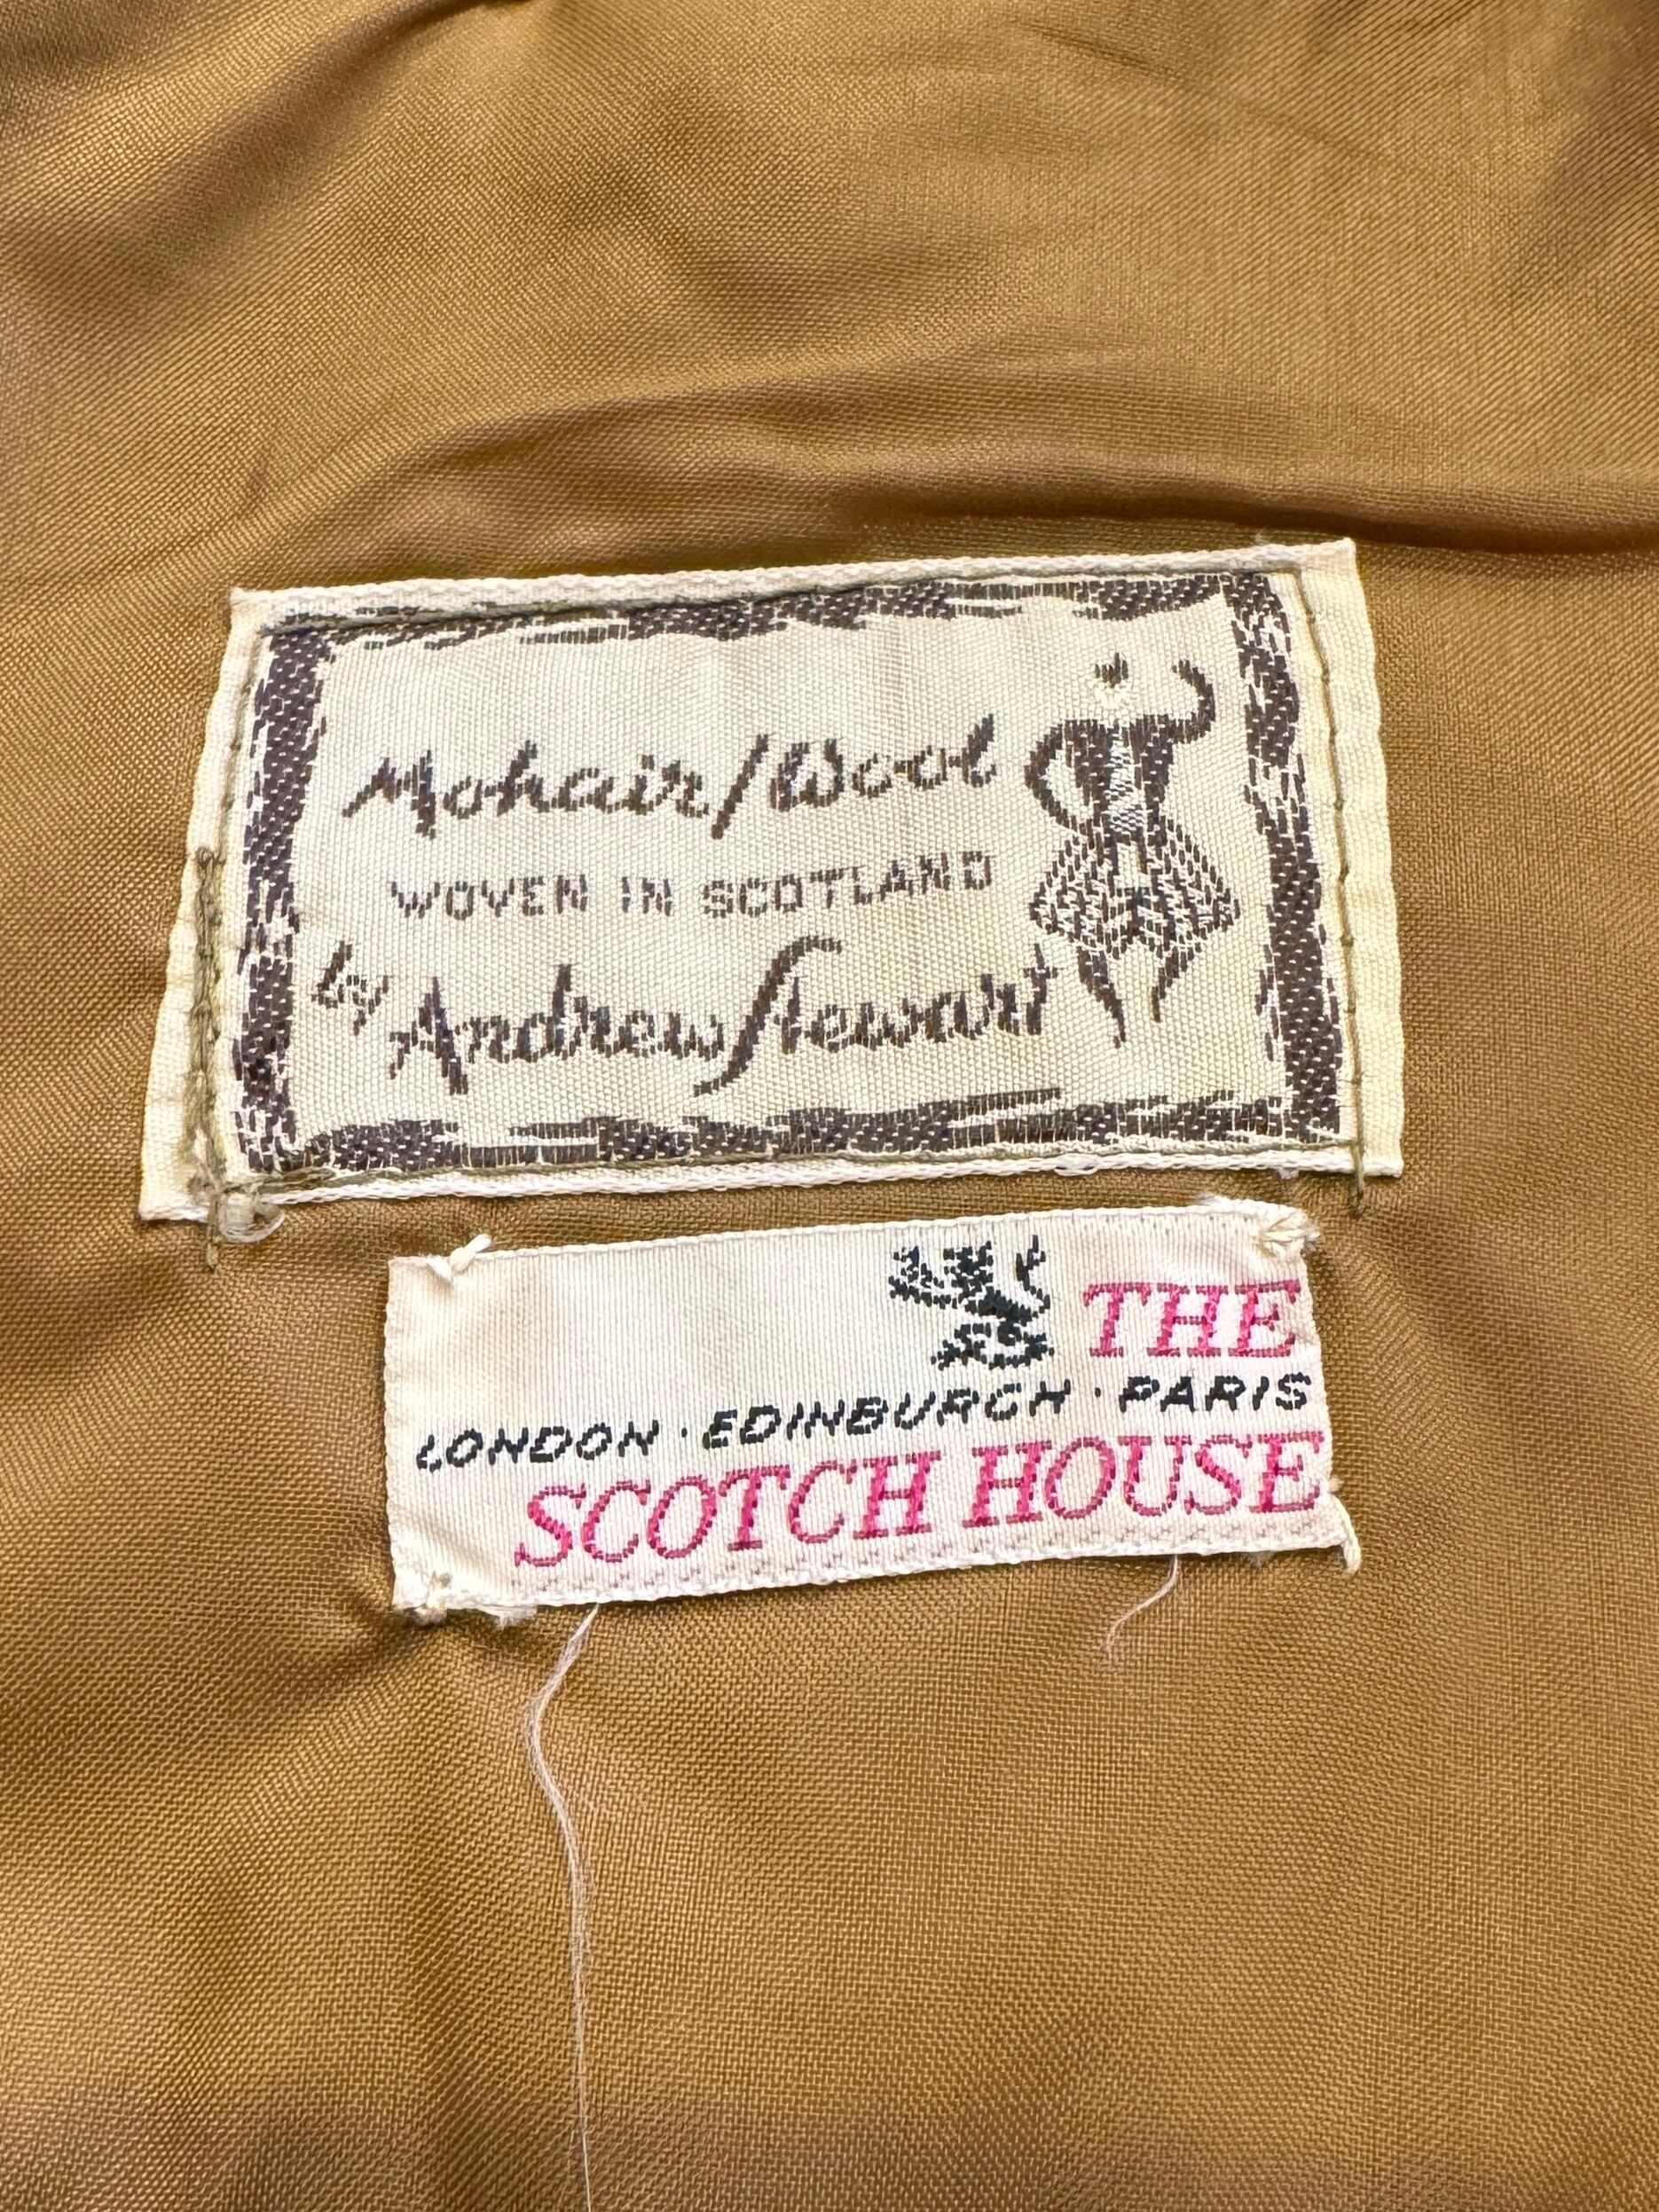 Mohair/Wool
WOVEN IN SCOTLAND
by Andrew Stewart
THE
LONDON · EDINBURGH · PARIS
SCOTCH HOUSE